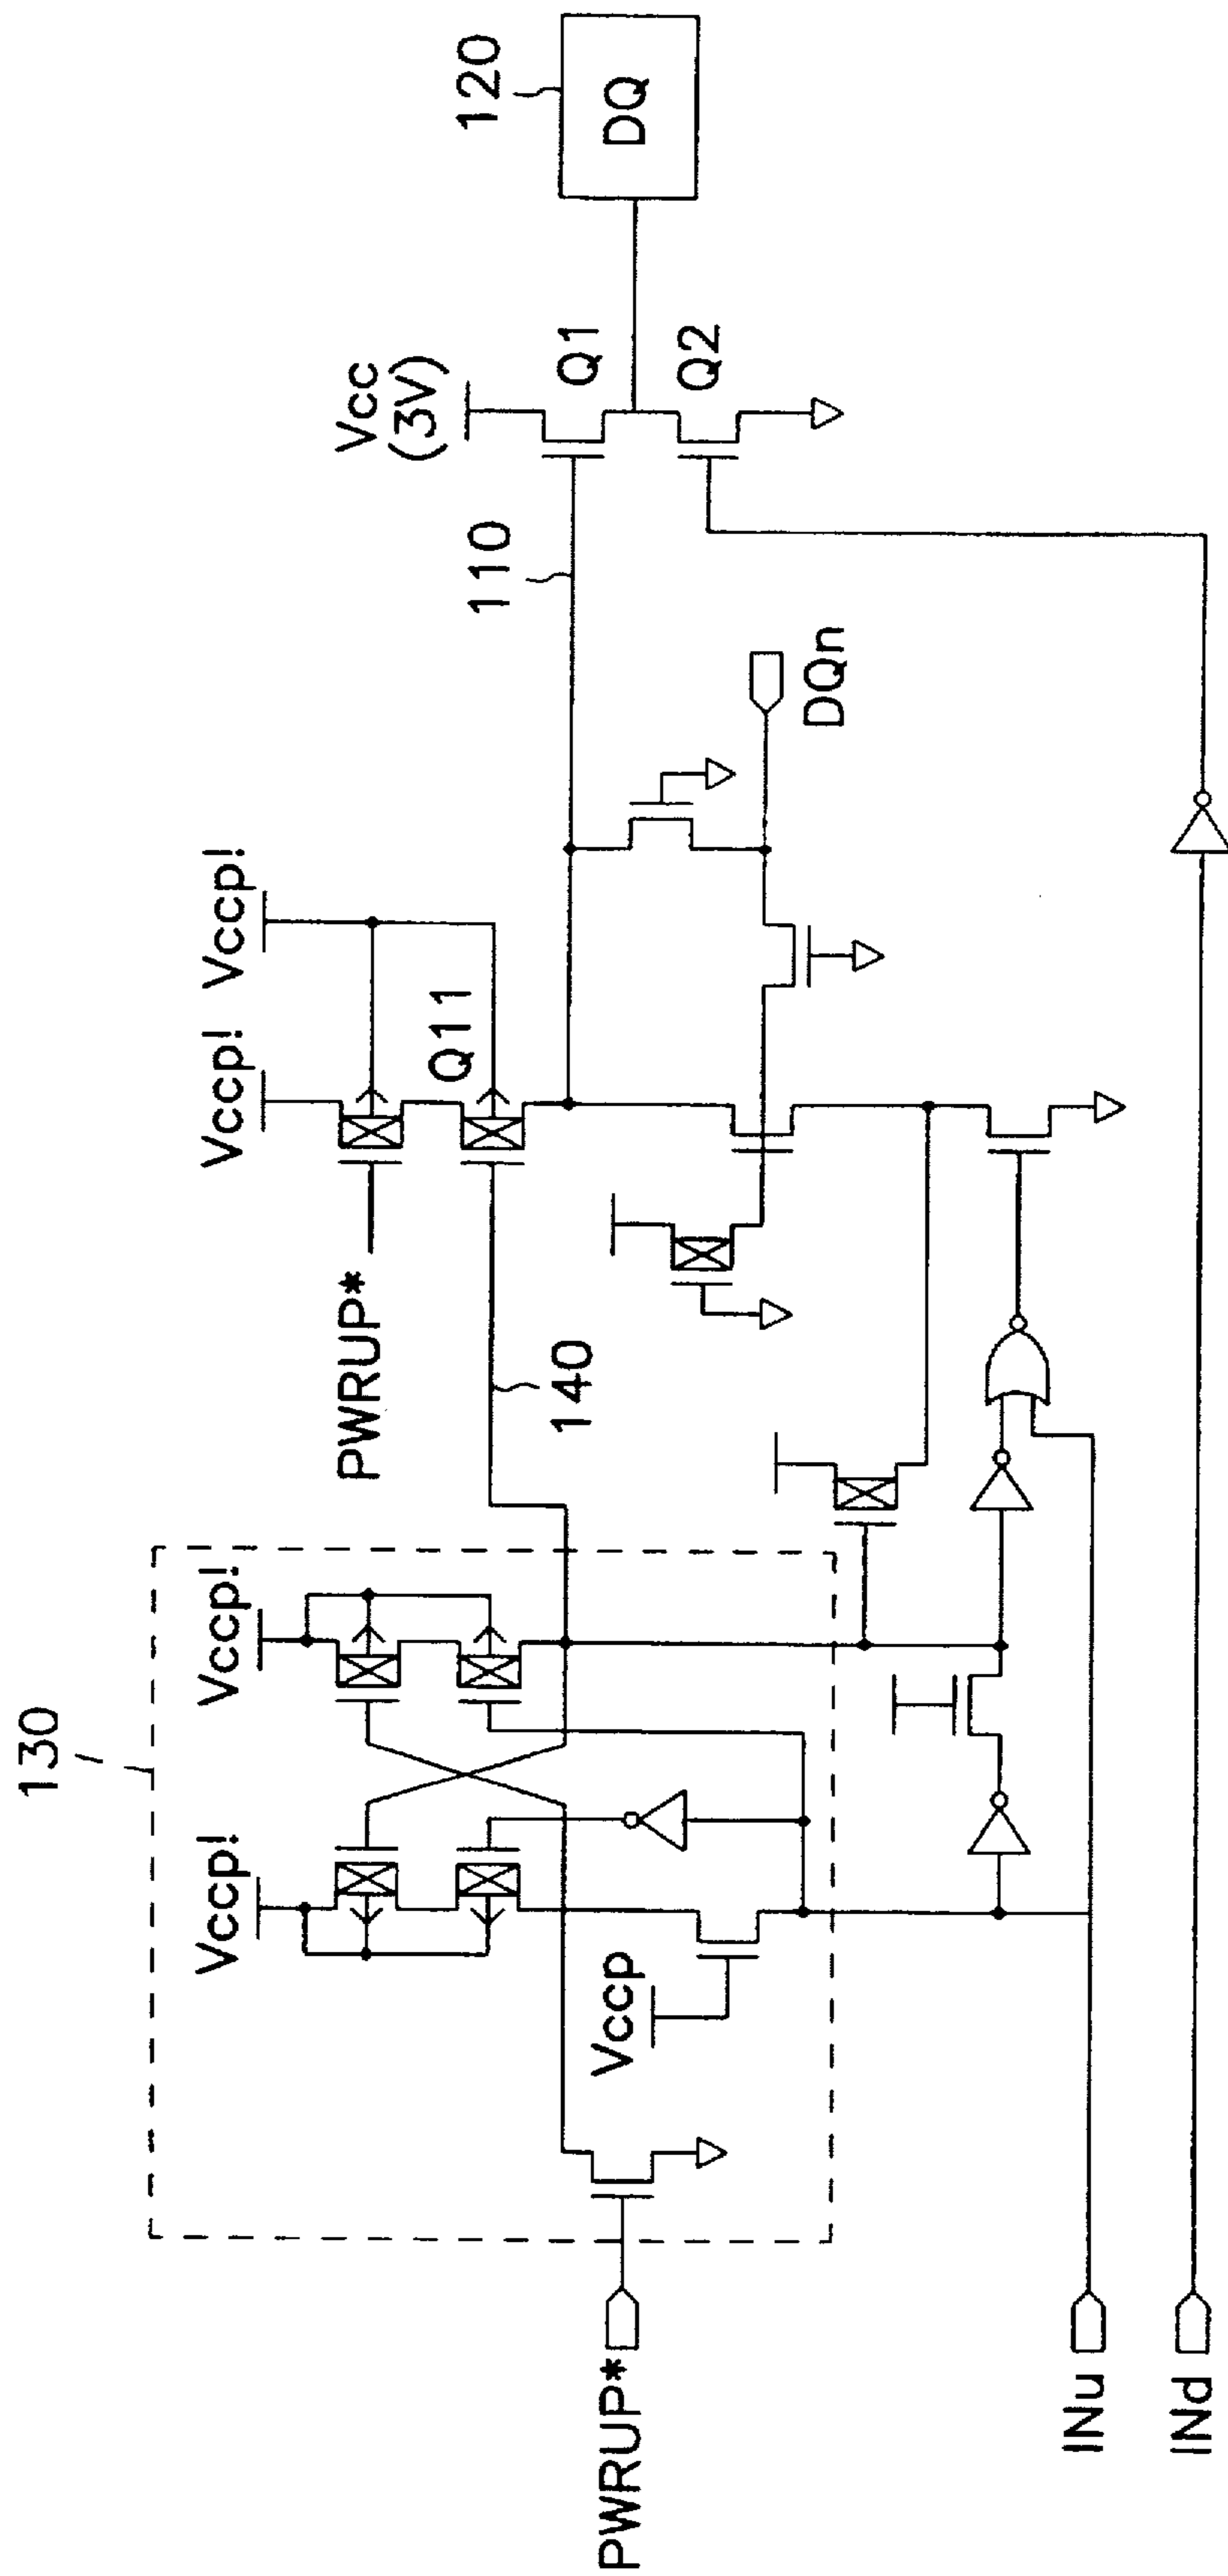 130
Vccp!
Vccp!
Vccp!
Vccp!
Vcc
(3V)
120
DQ
Q11
Q1
110
PWRUP*
140
Q2
Vccp
DQn
PWRUP*
INu
INd